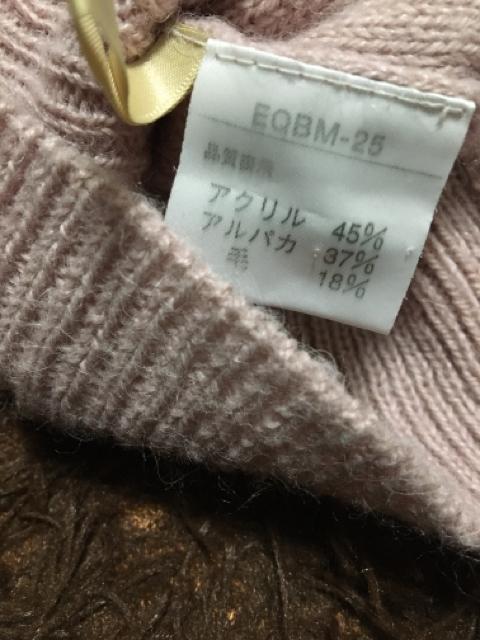 EQBM-25
品質表示
アクリル 45%
アルパカ 37%
毛 18%